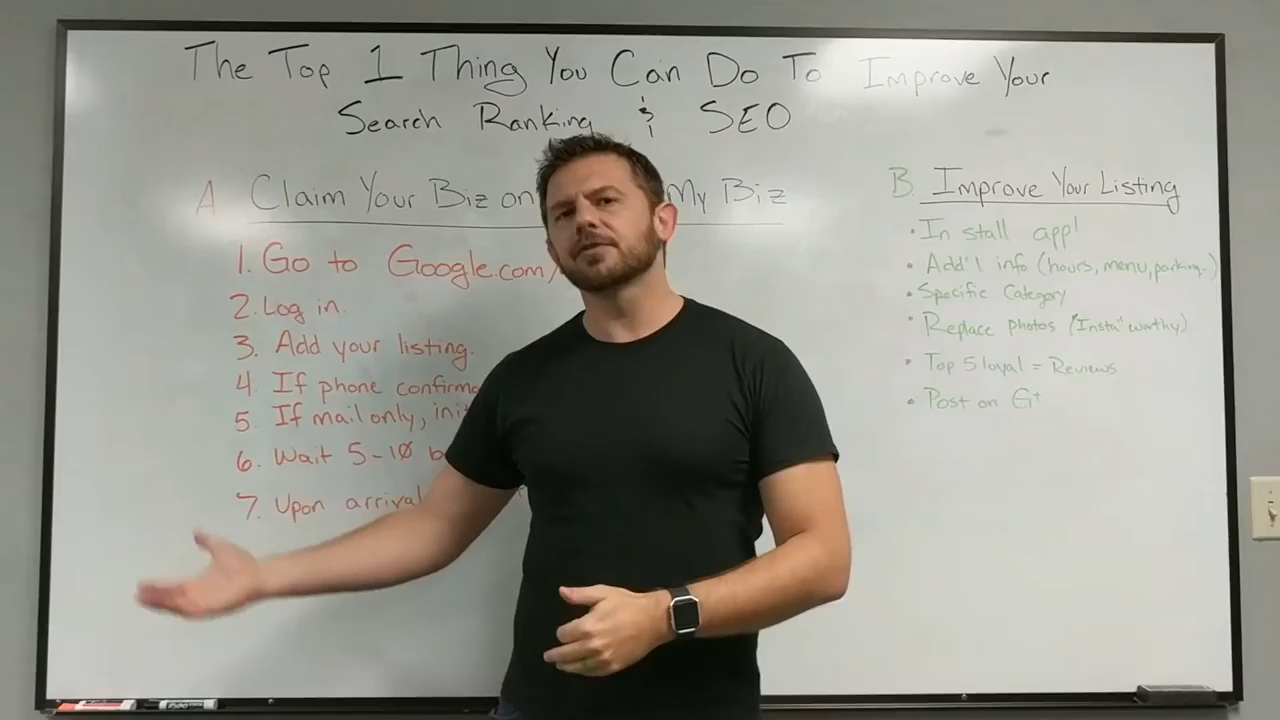 The Top 1 Thing You Can Do To Improve Your
Search Ranking & SEO
A Claim Your Biz on My Biz
1. Go to Google.com/
2. Log in.
3. Add your listing.
4. If phone confirma
5. If mail only, init
6. Wait 5-10 b
7. Upon arrival
B Improve Your Listing
• Install app!
• Add'l info (hours, menu, parking.)
• Specific Category
• Replace photos ("Insta" worthy)
• Top 5 loyal = Reviews
• Post on G+
EXPO